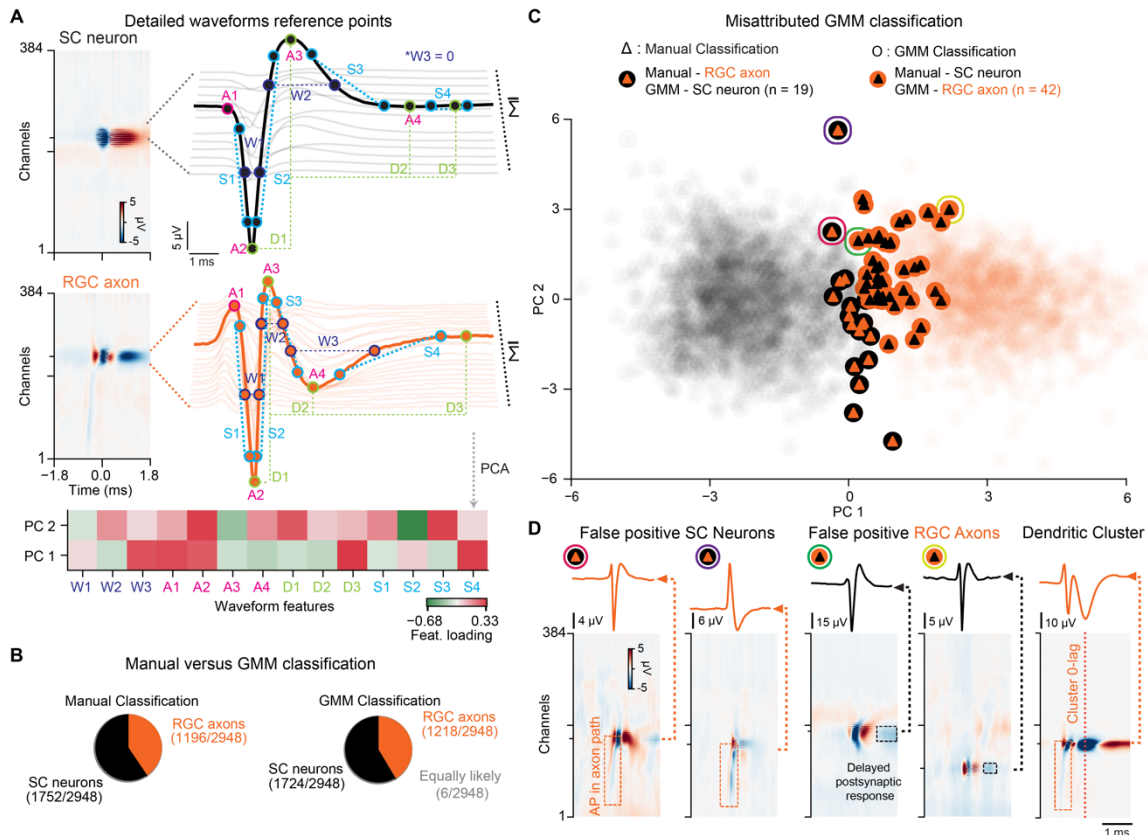 A
Detailed waveforms reference points
SC neuron
384
Channels
1
5
-5
µV
A1
A2
A3
A4
W1
S1
S2
S3
S4
D1
D2
D3
*W3 = 0
Σ
5 µV
1 ms
RGC axon
384
Channels
1
−1.8
0.0
1.8
Time (ms)
A1
A2
A3
A4
W1
W2
W3
S1
S2
S3
S4
D1
D2
D3
Σ
PCA
PC 2
PC 1
W1 W2 W3 A1 A2 A3 A4 D1 D2 D3 S1 S2 S3 S4
Waveform features
−0.68 0.33
Feat. loading
B
Manual versus GMM classification
Manual Classification
RGC axons
(1196/2948)
SC neurons
(1752/2948)
GMM Classification
RGC axons
(1218/2948)
SC neurons
(1724/2948)
Equally likely
(6/2948)
C
Misattributed GMM classification
Δ : Manual Classification
O : GMM Classification
Manual - RGC axon
GMM - SC neuron (n = 19)
Manual - SC neuron
GMM - RGC axon (n = 42)
6
3
0
−3
−6
PC 2
−6 −3 0 3 6
PC 1
D
False positive SC Neurons
False positive RGC Axons
Dendritic Cluster
4 µV
6 µV
15 µV
5 µV
10 µV
384
Channels
1
5
-5
µV
AP in axon path
Delayed
postsynaptic
response
Cluster 0-lag
1 ms